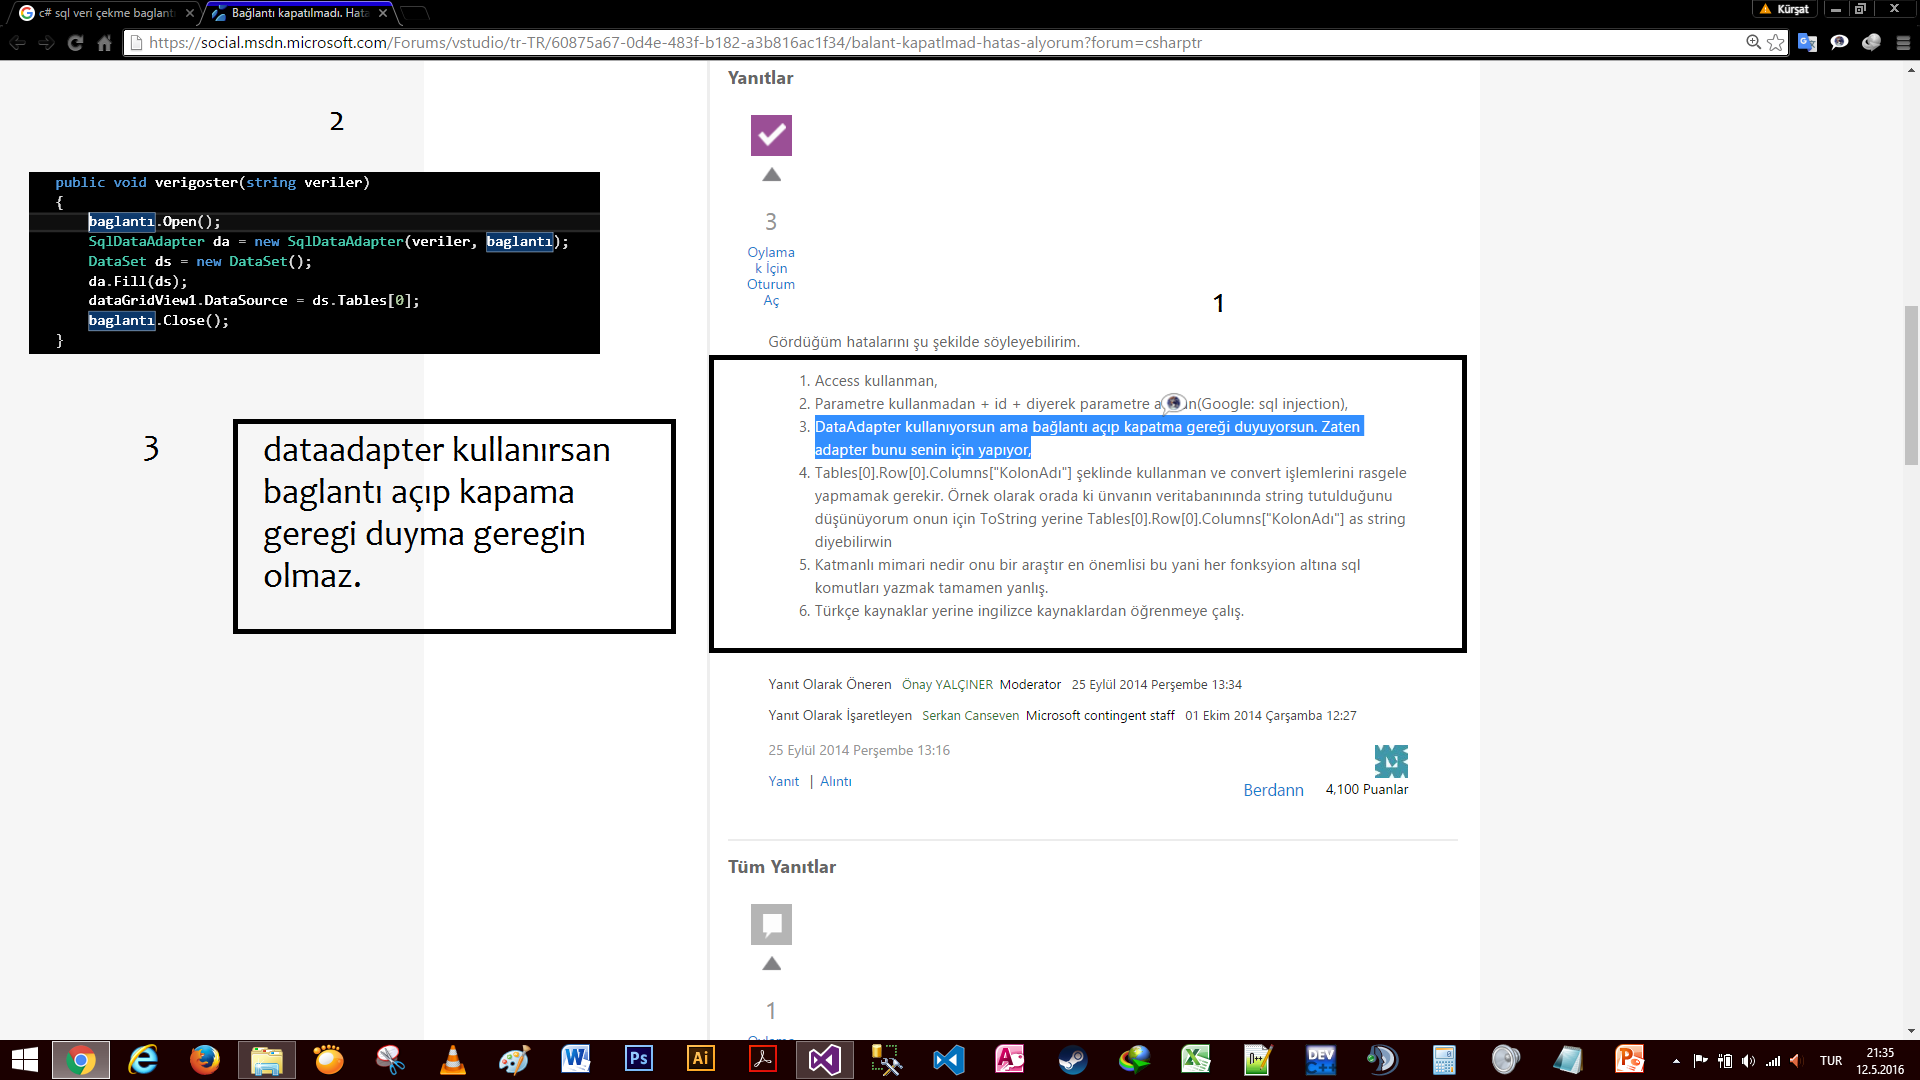 c# sql veri çekme baglant
Bağlantı kapatılmadı. Hata
Kürşat
https://social.msdn.microsoft.com/Forums/vstudio/tr-TR/60875a67-0d4e-483f-b182-a3b816ac1f34/balant-kapatlmad-hatas-alyorum?forum=csharptr
Yanıtlar
3
Oylama
k İçin
Oturum
Aç
1
Gördüğüm hatalarını şu şekilde söyleyebilirim.
1. Access kullanman,
2. Parametre kullanmadan + id + diyerek parametre (Google: sql injection),
3. DataAdapter kullanıyorsun ama bağlantı açıp kapatma gereği duyuyorsun. Zaten
adapter bunu senin için yapıyor,
4. Tables[0].Row[0].Columns["KolonAdı"] şeklinde kullanman ve convert işlemlerini rasgele
yapmamak gerekir. Örnek olarak orada ki ünvanın veritabanınında string tutulduğunu
düşünüyorum onun için ToString yerine Tables[0].Row[0].Columns["KolonAdı"] as string
diyebilirwin
5. Katmanlı mimari nedir onu bir araştır en önemlisi bu yani her fonksyion altına sql
komutları yazmak tamamen yanlış.
6. Türkçe kaynaklar yerine ingilizce kaynaklardan öğrenmeye çalış.
Yanıt Olarak Öneren Önay YALÇINER Moderator 25 Eylül 2014 Perşembe 13:34
Yanıt Olarak İşaretleyen Serkan Canseven Microsoft contingent staff 01 Ekim 2014 Çarşamba 12:27
25 Eylül 2014 Perşembe 13:16
Yanıt | Alıntı
Berdann 4,100 Puanlar
Tüm Yanıtlar
1
2
public void verigoster(string veriler)
{
baglantı.Open();
SqlDataAdapter da = new SqlDataAdapter(veriler, baglantı);
DataSet ds = new DataSet();
da.Fill(ds);
dataGridView1.DataSource = ds.Tables[0];
baglantı.Close();
}
3
dataadapter kullanırsan
baglantı açıp kapama
geregi duyma geregin
olmaz.
Ps
Ai
DEV
TUR
21:35
12.5.2016